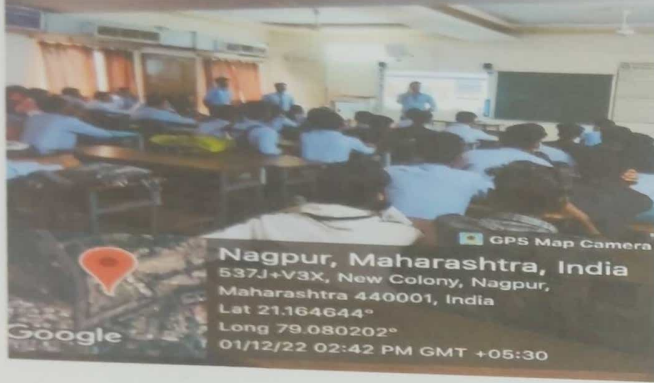 GPS Map Camera
Nagpur, Maharashtra, India
537J+V3X, New Colony, Nagpur,
Maharashtra 440001, India
Lat 21.164644°
Long 79.080202°
01/12/22 02:42 PM GMT +05:30
Google